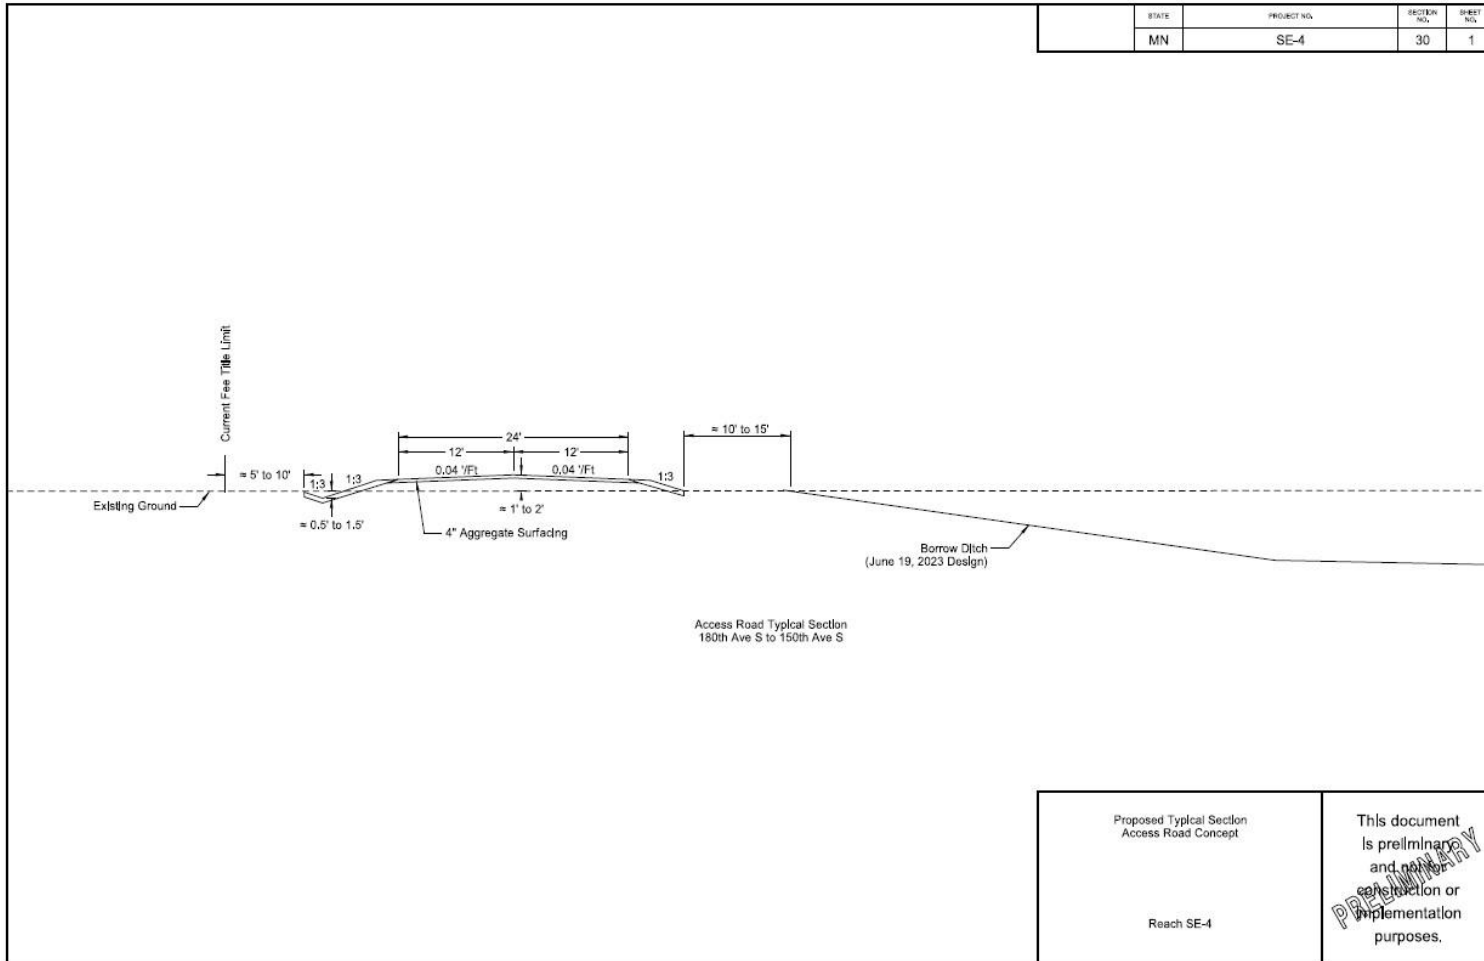 STATE
PROJECT NO.
SECTION NO.
SHEET NO.
MN
SE-4
30
1
Current Fee Title Limit
24'
≈ 10' to 15'
12'
12'
≈ 5' to 10'
1:3
1:3
0.04 '/Ft
0.04 '/Ft
1:3
Existing Ground
≈ 0.5' to 1.5'
≈ 1' to 2'
4" Aggregate Surfacing
Borrow Ditch
(June 19, 2023 Design)
Access Road Typical Section
180th Ave S to 150th Ave S
Proposed Typical Section
Access Road Concept
Reach SE-4
This document
is preliminary
and not for
construction or
implementation
purposes.
PRELIMINARY